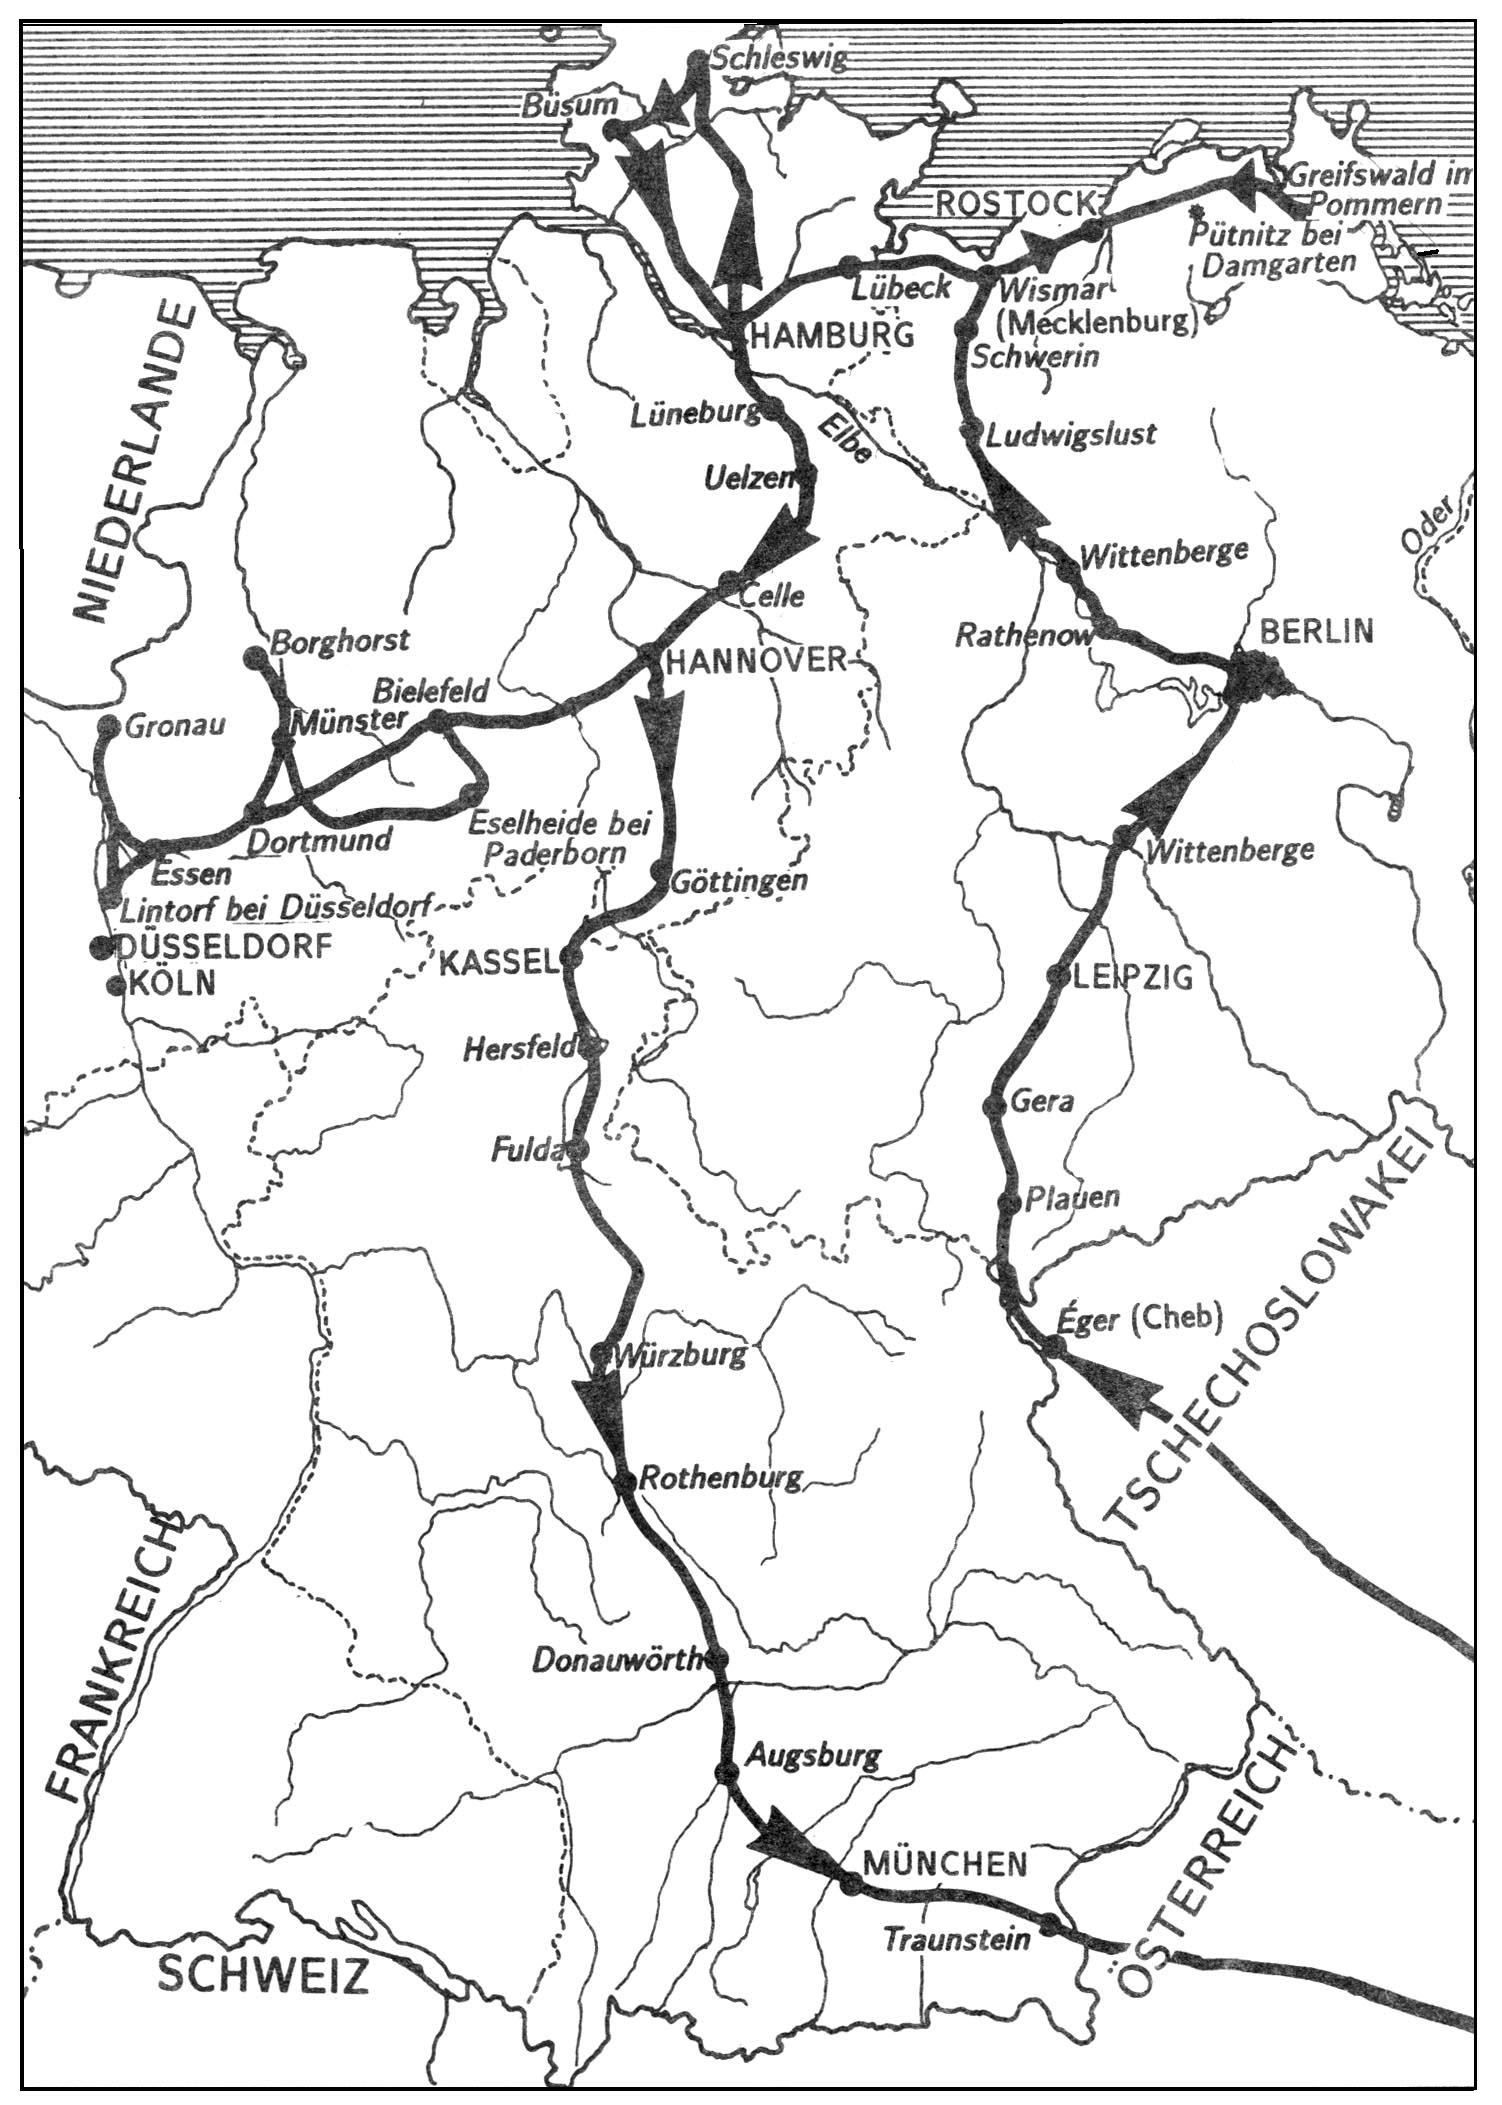 Schleswig
Büsum
Greifswald in
Pommern
ROSTOCK
Pütnitz bei
Damgarten
Lübeck
Wismar
(Mecklenburg)
HAMBURG
Schwerin
NIEDERLANDE
Lüneburg
Elbe
Ludwigslust
Uelzen
Oder
Wittenberge
Celle
Rathenow
BERLIN
Borghorst
HANNOVER
Bielefeld
Gronau
Münster
Eselheide bei
Paderborn
Dortmund
Wittenberge
Essen
Göttingen
Lintorf bei Düsseldorf
DÜSSELDORF
KASSEL
LEIPZIG
KÖLN
Hersfeld
Gera
Fulda
Plauen
TSCHECHOSLOWAKEI
Éger (Cheb)
Würzburg
Rothenburg
FRANKREICH
Donauwörth
Augsburg
ÖSTERREICH
MÜNCHEN
Traunstein
SCHWEIZ